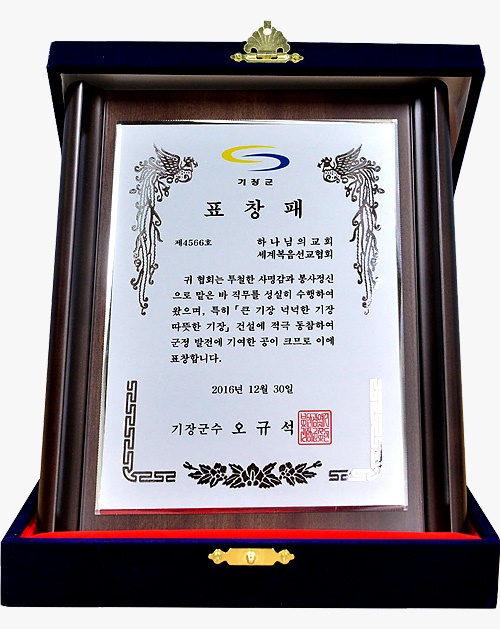 기장군
표창패
제4566호
하나님의교회
세계복음선교협회
귀 협회는 투철한 사명감과 봉사정신
으로 맡은 바 직무를 성실히 수행하여
왔으며, 특히 「큰 기장 넉넉한 기장
따뜻한 기장」 건설에 적극 동참하여
군정 발전에 기여한 공이 크므로 이에
표창합니다.
2016년 12월 30일
기장군수 오규석